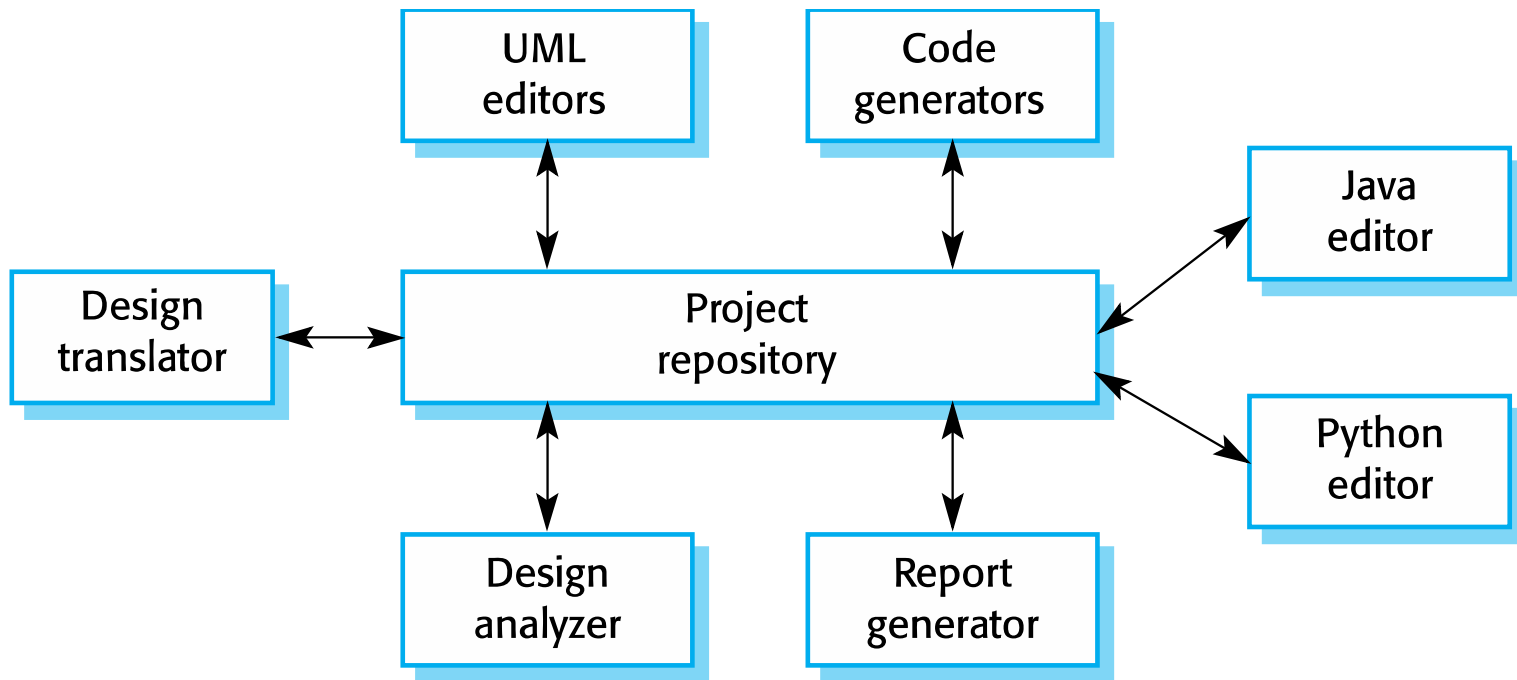 UML
editors
Code
generators
Java
editor
Design
translator
Project
repository
Python
editor
Design
analyzer
Report
generator